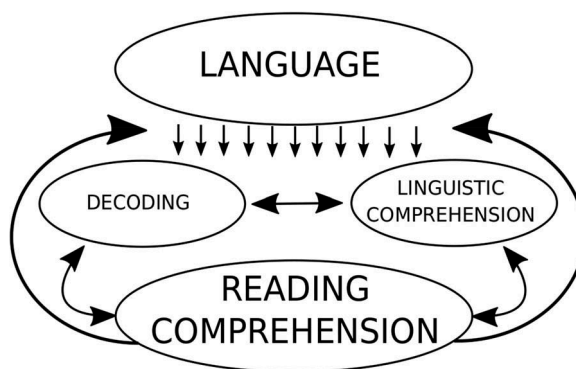 LANGUAGE
DECODING
LINGUISTIC
COMPREHENSION
READING
COMPREHENSION